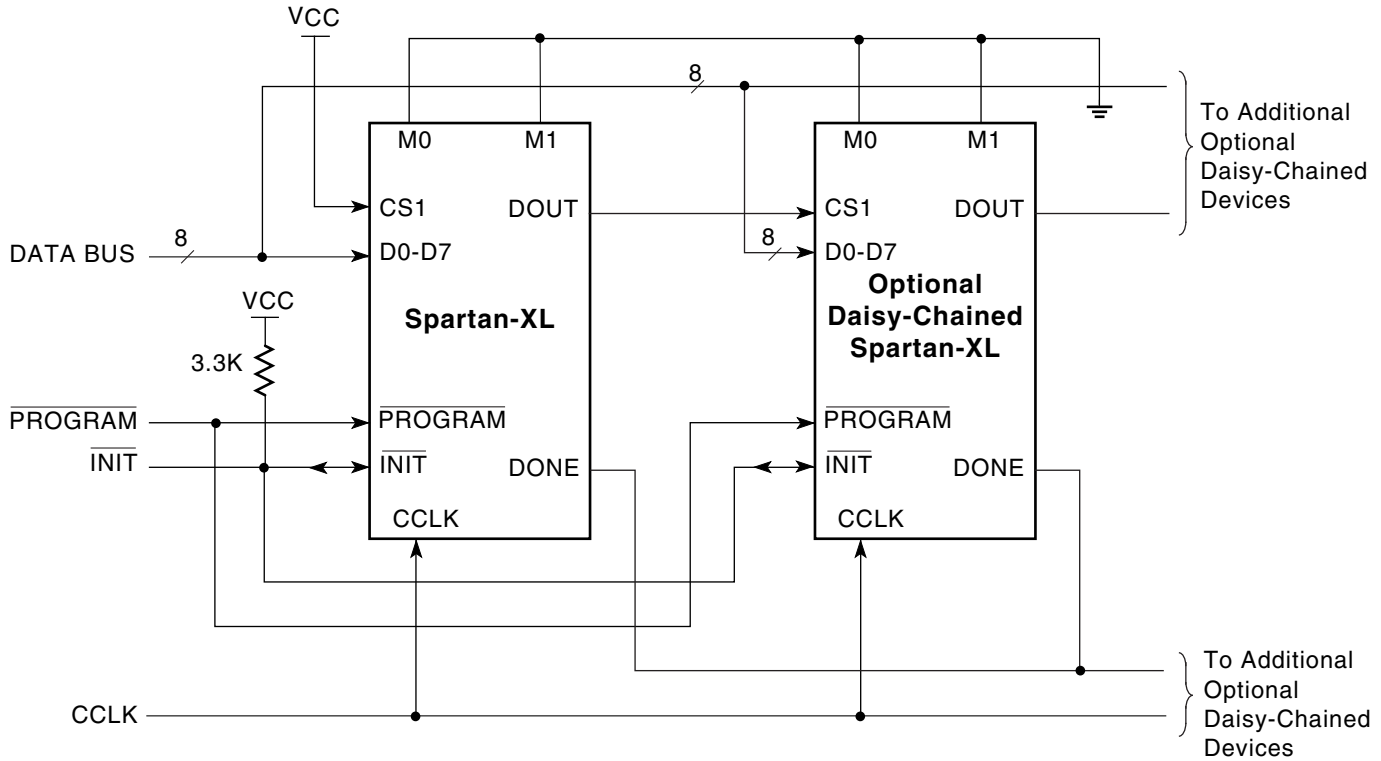 VCC
8
To Additional
Optional
Daisy-Chained
Devices
M0 M1
M0 M1
CS1 DOUT
CS1 DOUT
DATA BUS
8
D0-D7
8
D0-D7
VCC
3.3K
Spartan-XL
Optional
Daisy-Chained
Spartan-XL
PROGRAM
PROGRAM
PROGRAM
INIT
INIT DONE
INIT DONE
CCLK
CCLK
To Additional
Optional
Daisy-Chained
Devices
CCLK